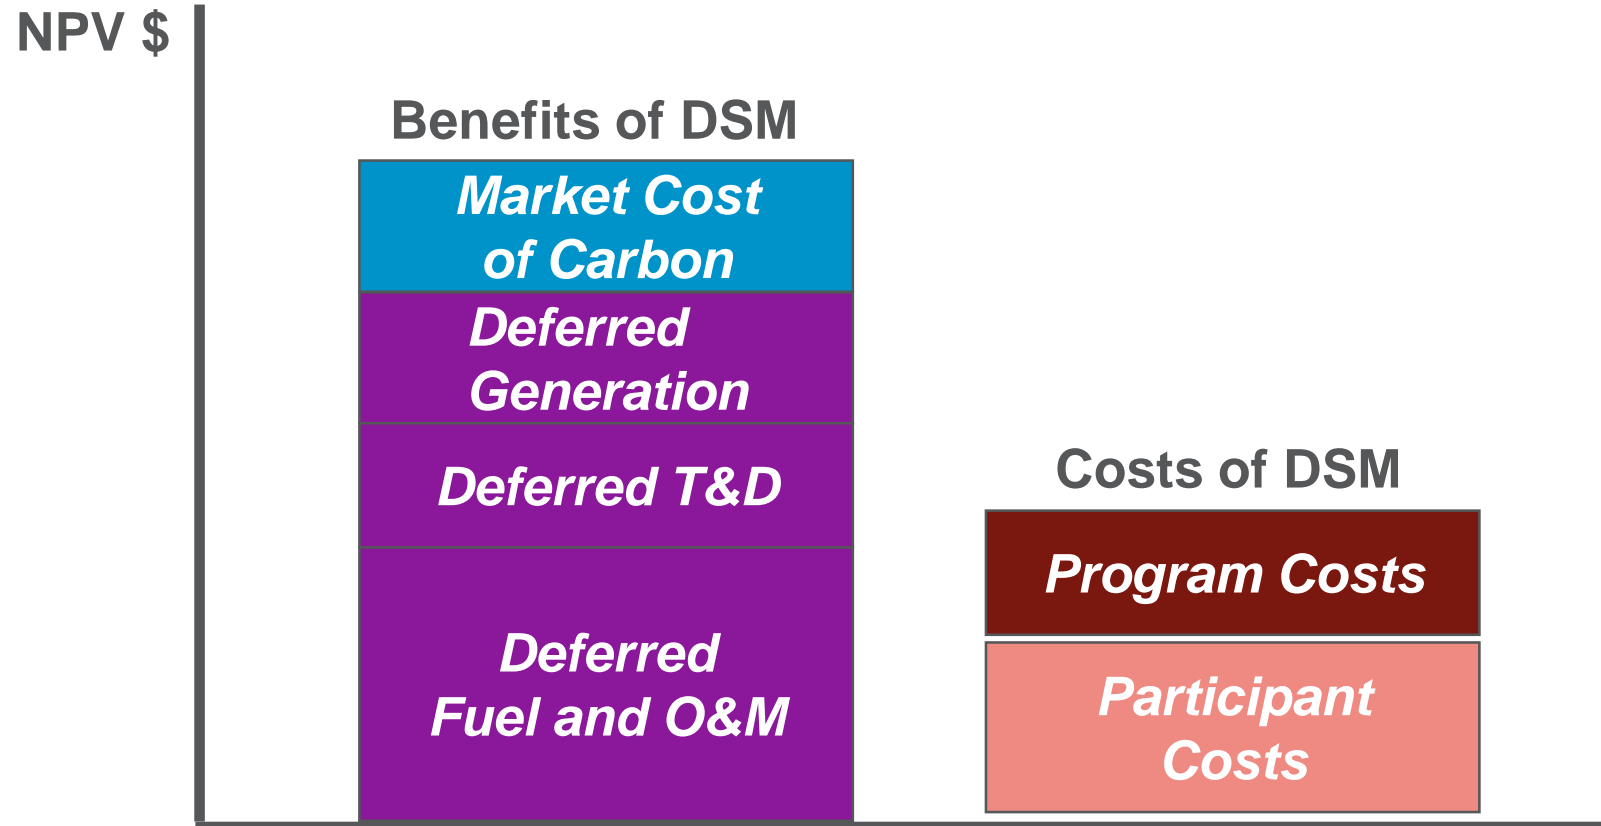 NPV $
Benefits of DSM
Market Cost
of Carbon
Deferred
Generation
Deferred T&D
Deferred
Fuel and O&M
Costs of DSM
Program Costs
Participant
Costs